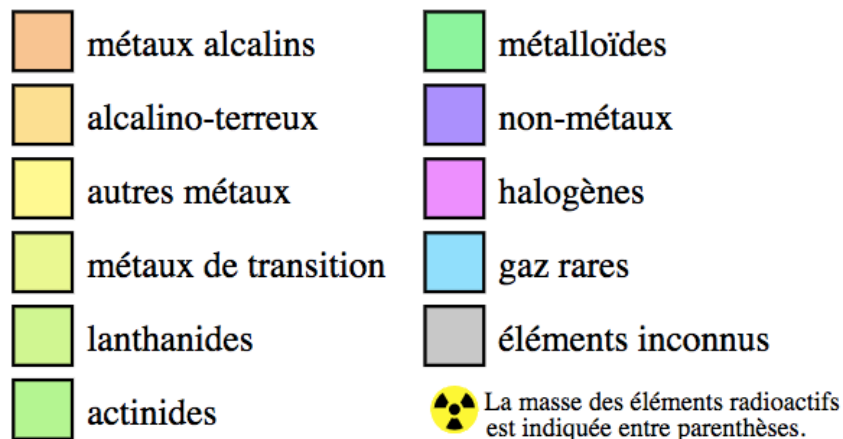 métaux alcalins
alcalino-terreux
autres métaux
métaux de transition
lanthanides
actinides
métalloïdes
non-métaux
halogènes
gaz rares
éléments inconnus
La masse des éléments radioactifs
est indiquée entre parenthèses.